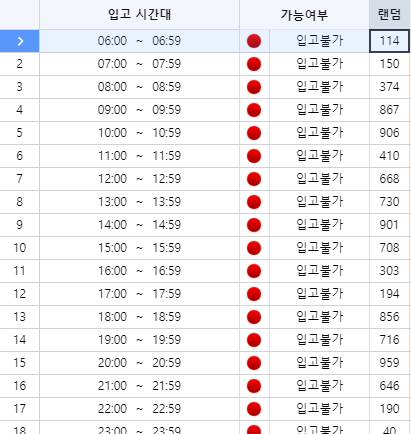 입고 시간대 가능여부 랜덤
06:00 ~ 06:59 입고불가 114
2 07:00 ~ 07:59 입고불가 150
3 08:00 ~ 08:59 입고불가 374
4 09:00 ~ 09:59 입고불가 867
5 10:00 ~ 10:59 입고불가 906
6 11:00 ~ 11:59 입고불가 410
7 12:00 ~ 12:59 입고불가 668
8 13:00 ~ 13:59 입고불가 730
9 14:00 ~ 14:59 입고불가 901
10 15:00 ~ 15:59 입고불가 708
11 16:00 ~ 16:59 입고불가 303
12 17:00 ~ 17:59 입고불가 194
13 18:00 ~ 18:59 입고불가 856
14 19:00 ~ 19:59 입고불가 716
15 20:00 ~ 20:59 입고불가 959
16 21:00 ~ 21:59 입고불가 646
17 22:00 ~ 22:59 입고불가 190
18 23:00 ~ 23:59 입고불가 40